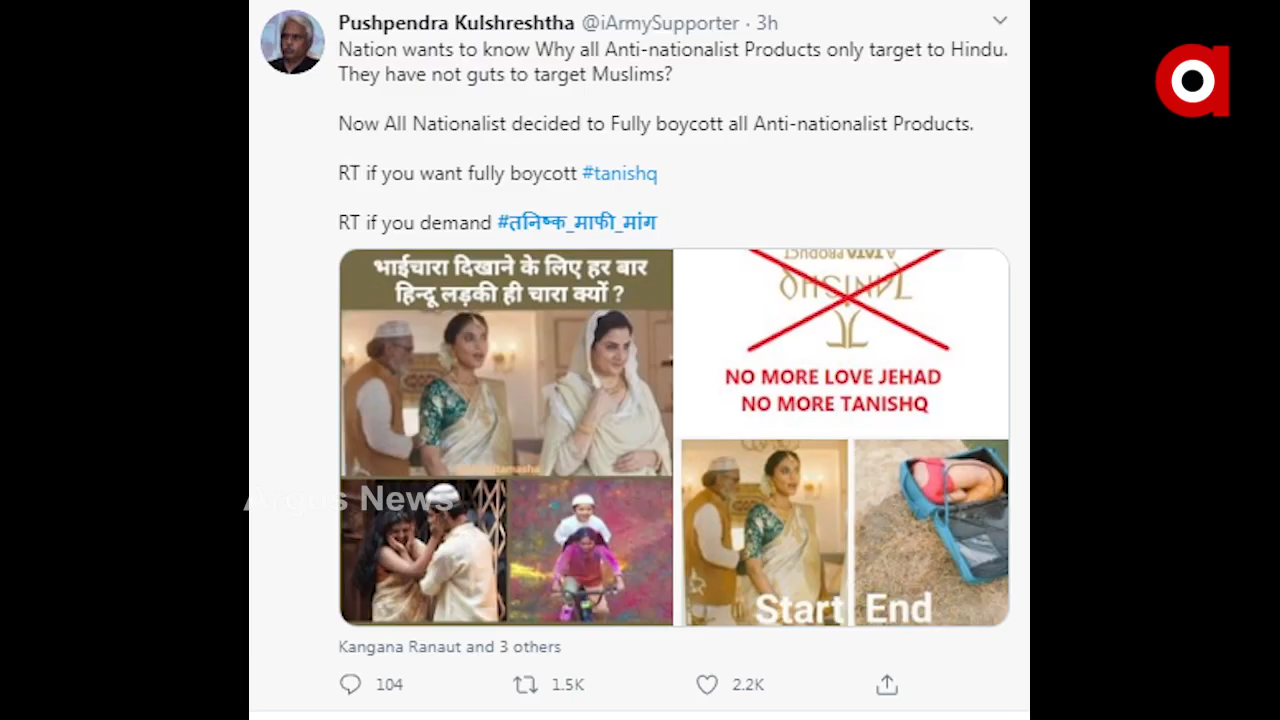 Pushpendra Kulshreshtha @iArmySupporter · 3h
Nation wants to know Why all Anti-nationalist Products only target to Hindu.
They have not guts to target Muslims?
Now All Nationalist decided to Fully boycott all Anti-nationalist Products.
RT if you want fully boycott #tanishq
RT if you demand #तनिष्क_माफी_मांग
भाईचारा दिखाने के लिए हर बार
हिन्दू लड़की ही चारा क्यों ?
A TATA PRODUCT
TANISHQ
NO MORE LOVE JEHAD
NO MORE TANISHQ
Start End
Argus News
Kangana Ranaut and 3 others
104 1.5K 2.2K